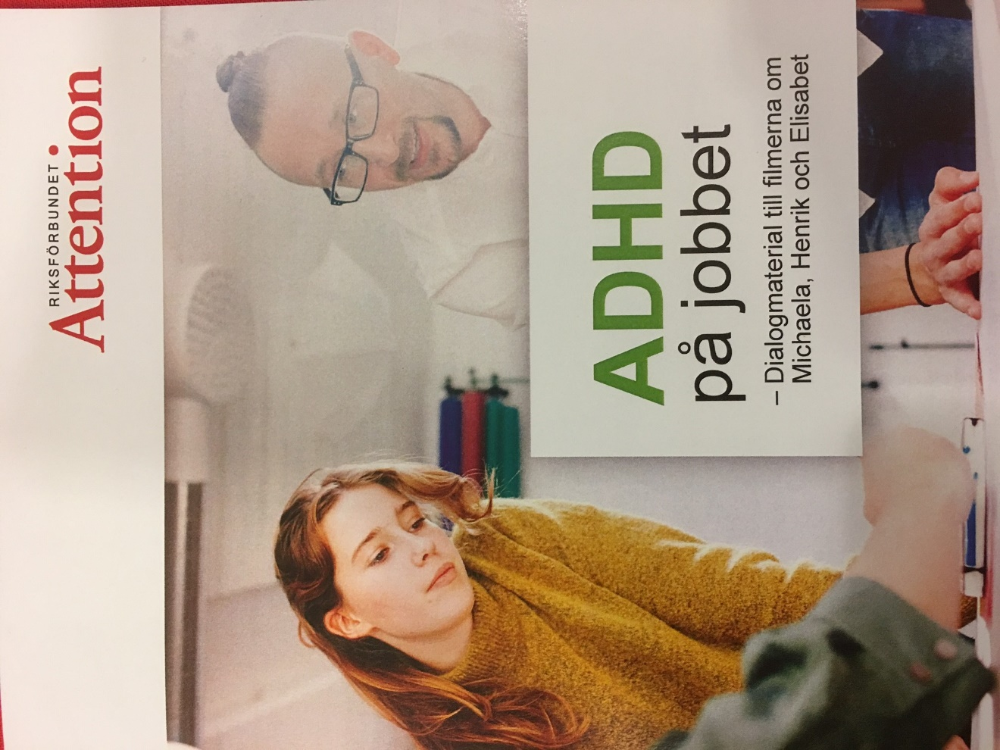 RIKSFÖRBUNDET
Attention
ADHD
på jobbet
– Dialogmaterial till filmerna om
Michaela, Henrik och Elisabet